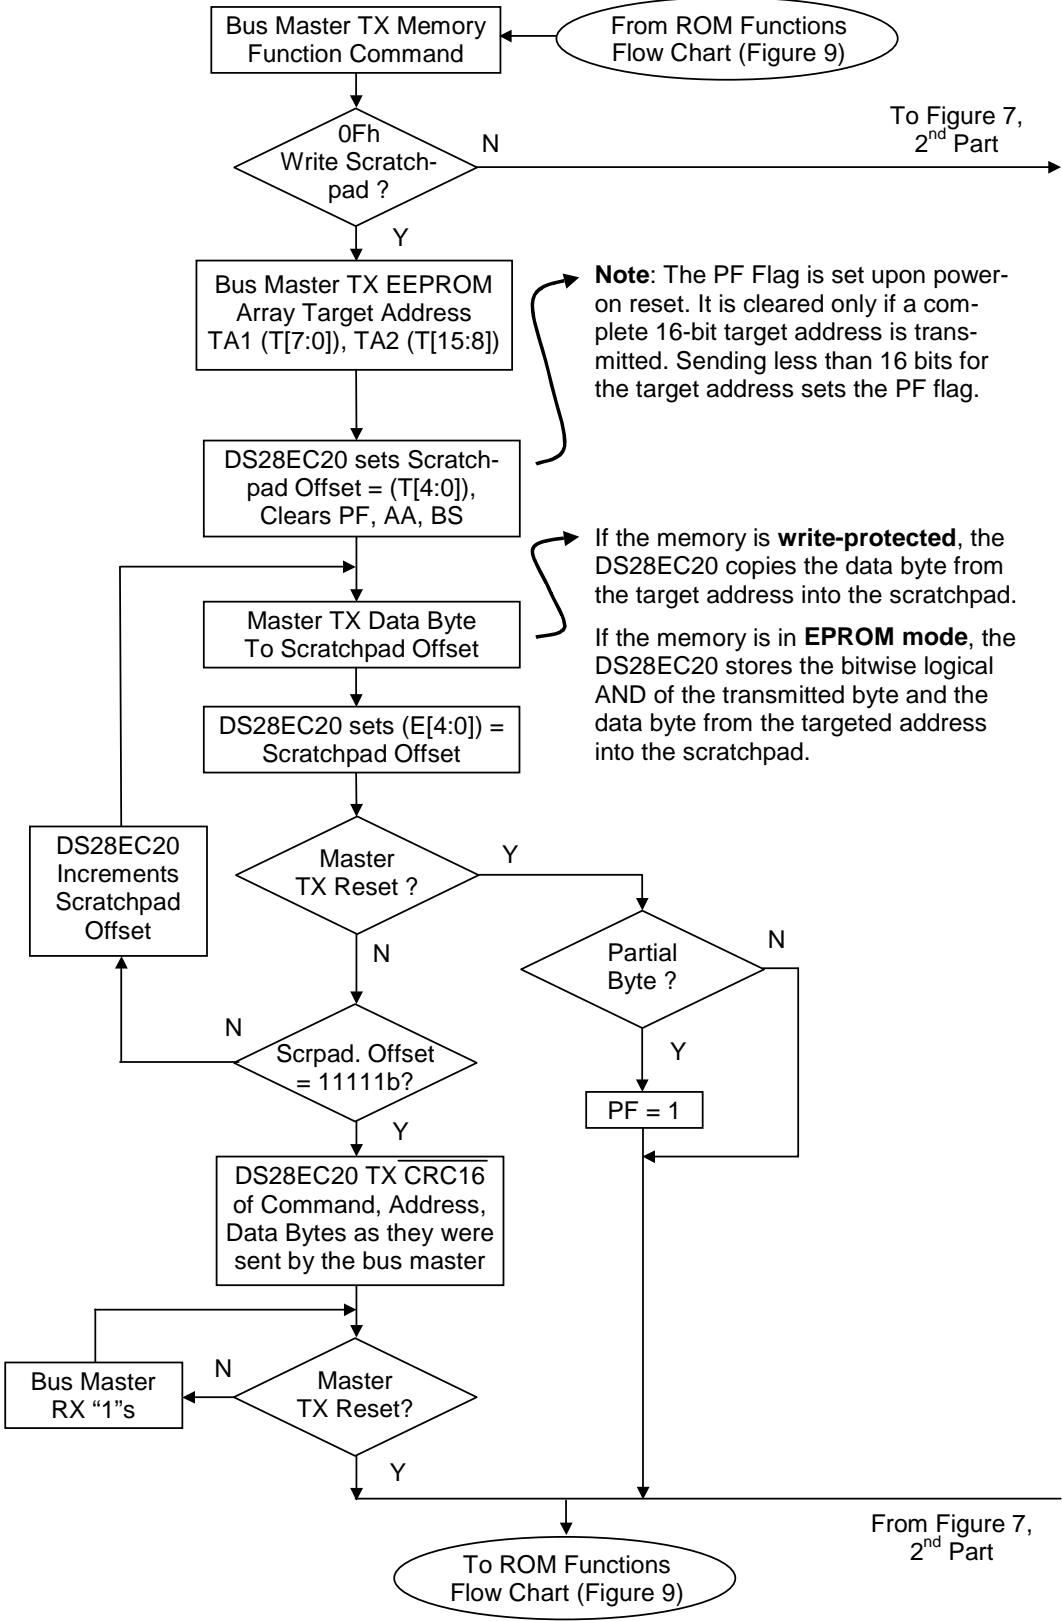 Bus Master TX Memory
Function Command
From ROM Functions
Flow Chart (Figure 9)
To Figure 7,
2nd Part
0Fh
Write Scratch-
pad ?
N
Y
Bus Master TX EEPROM
Array Target Address
TA1 (T[7:0]), TA2 (T[15:8])
Note: The PF Flag is set upon power-
on reset. It is cleared only if a com-
plete 16-bit target address is trans-
mitted. Sending less than 16 bits for
the target address sets the PF flag.
DS28EC20 sets Scratch-
pad Offset = (T[4:0]),
Clears PF, AA, BS
If the memory is write-protected, the
DS28EC20 copies the data byte from
the target address into the scratchpad.
If the memory is in EPROM mode, the
DS28EC20 stores the bitwise logical
AND of the transmitted byte and the
data byte from the targeted address
into the scratchpad.
Master TX Data Byte
To Scratchpad Offset
DS28EC20 sets (E[4:0]) =
Scratchpad Offset
DS28EC20
Increments
Scratchpad
Offset
Master
TX Reset ?
Y
N
Partial
Byte ?
N
Y
PF = 1
Scrpad. Offset
= 11111b?
N
Y
DS28EC20 TX CRC16
of Command, Address,
Data Bytes as they were
sent by the bus master
Bus Master
RX “1”s
N
Master
TX Reset?
Y
From Figure 7,
2nd Part
To ROM Functions
Flow Chart (Figure 9)